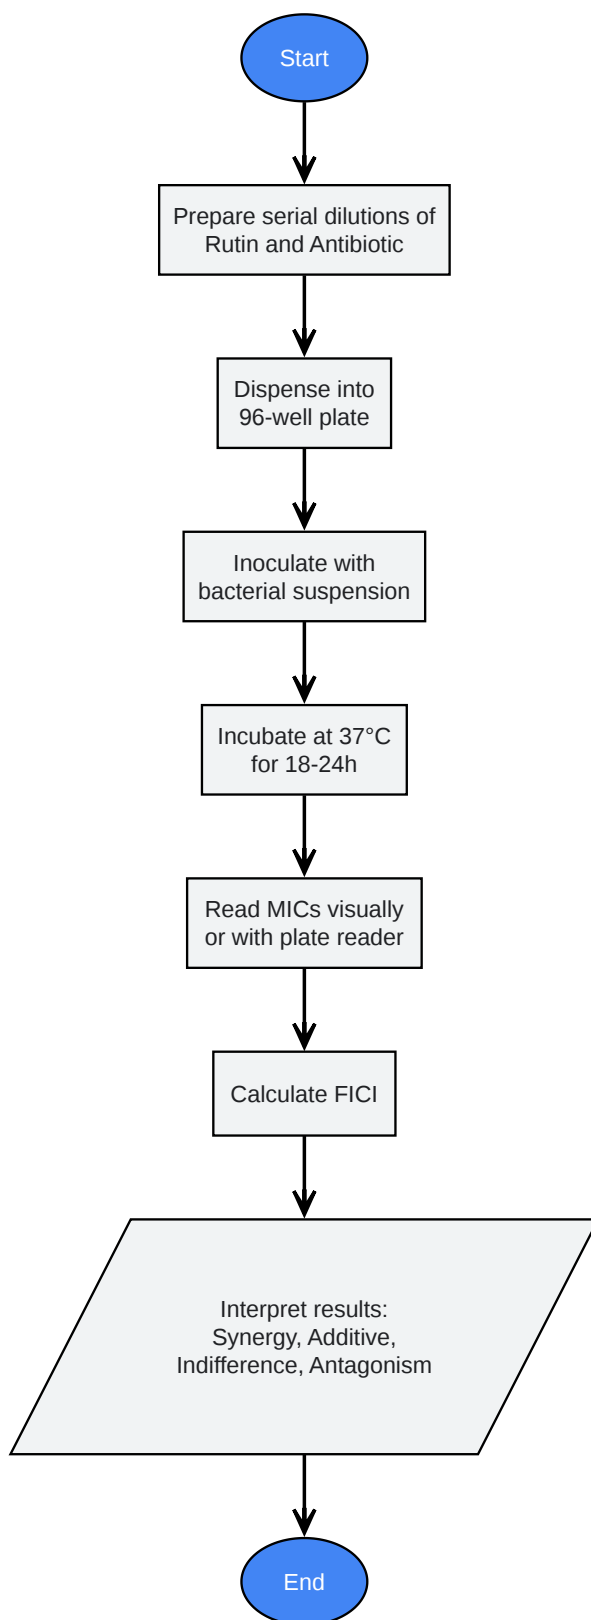 Start
Prepare serial dilutions of
Rutin and Antibiotic
Dispense into
96-well plate
Inoculate with
bacterial suspension
Incubate at 37°C
for 18-24h
Read MICs visually
or with plate reader
Calculate FICI
Interpret results:
Synergy, Additive,
Indifference, Antagonism
End